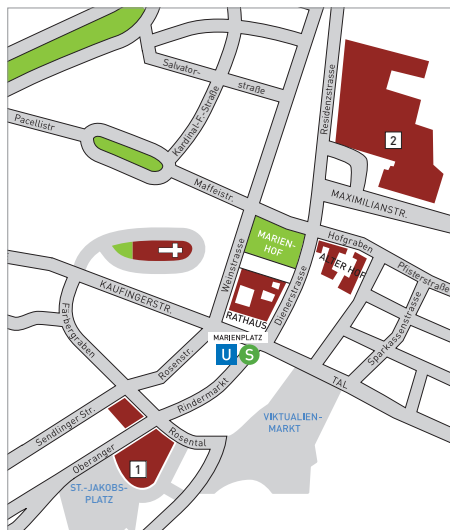 Salvator-
straße
Residenzstrasse
Kardinal-F.-Straße
Pacellistr
2
Maffeistr.
MAXIMILIANSTR.
MARIEN-
HOF
Hofgraben
ALTER HOF
Pfisterstraße
Weinstrasse
KAUFINGERSTR.
Dienerstrasse
RATHAUS
Sparkassenstrasse
Farbergraben
MARIENPLATZ
U S
Rosenstr.
TAL
Rindermarkt
Sendlinger Str.
VIKTUALIEN-
MARKT
Rosental
Oberanger
1
ST.-JAKOBS-
PLATZ